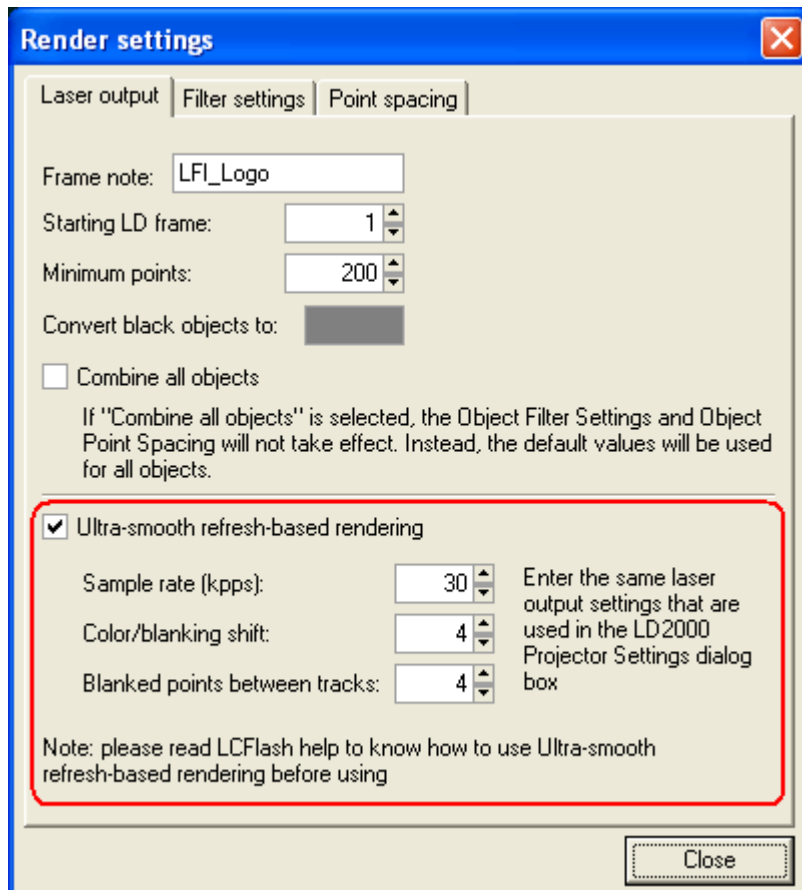 Render settings
Laser output Filter settings Point spacing
Frame note: LFI_Logo
Starting LD frame: 1
Minimum points: 200
Convert black objects to:
Combine all objects
If "Combine all objects" is selected, the Object Filter Settings and Object
Point Spacing will not take effect. Instead, the default values will be used
for all objects.
Ultra-smooth refresh-based rendering
Sample rate (kpps): 30
Color/blanking shift: 4
Blanked points between tracks: 4
Enter the same laser
output settings that are
used in the LD2000
Projector Settings dialog
box
Note: please read LCFlash help to know how to use Ultra-smooth
refresh-based rendering before using
Close